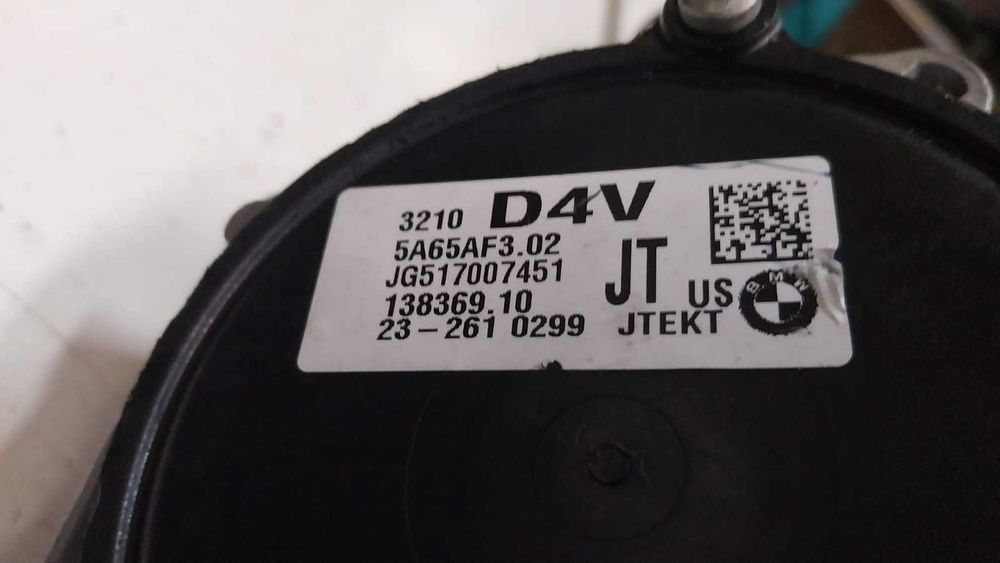 3210 D4V
5A65AF3.02
JG517007451
138369.10
23-261 0299
JT US
JTEKT
BMW